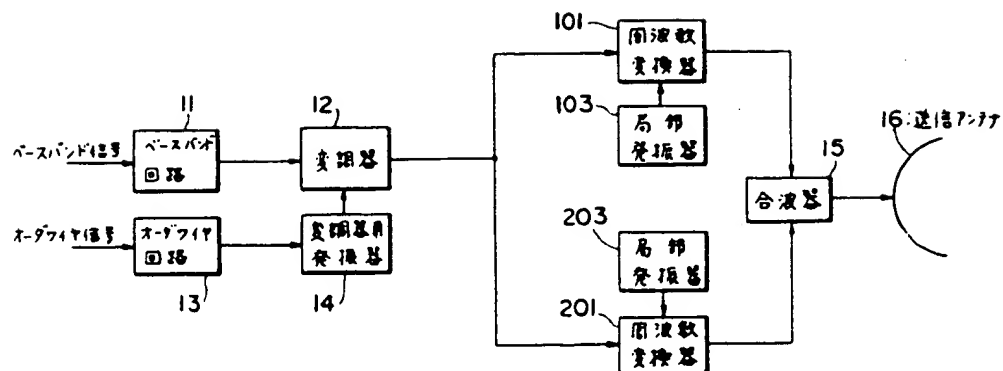 101
周波数
変換器
103
局部
発振器
11
12
ベースバンド信号
ベースバンド
回路
変調器
16:送信アンテナ
15
合波器
オーダワイヤ信号
オーダワイヤ
回路
変調器用
発振器
13
14
203
局部
発振器
201
周波数
変換器